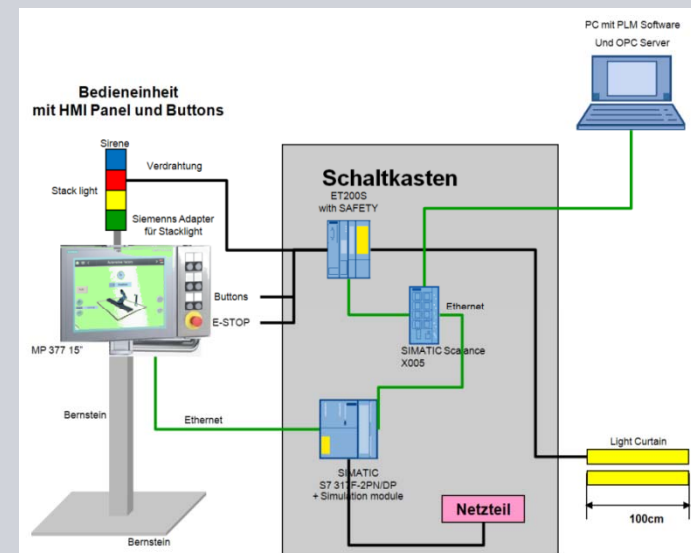 PC mit PLM Software
Und OPC Server
Bedieneinheit
mit HMI Panel und Buttons
Sirene
Verdrahtung
Stack light
Siemenns Adapter
für Stacklight
Schaltkasten
ET200S
with SAFETY
Buttons
E-STOP
Ethernet
SIMATIC Scalance
X005
MP 377 15"
Bernstein
Ethernet
SIMATIC
S7 317F-2PN/DP
+ Simulation module
Light Curtain
Netzteil
100cm
Bernstein